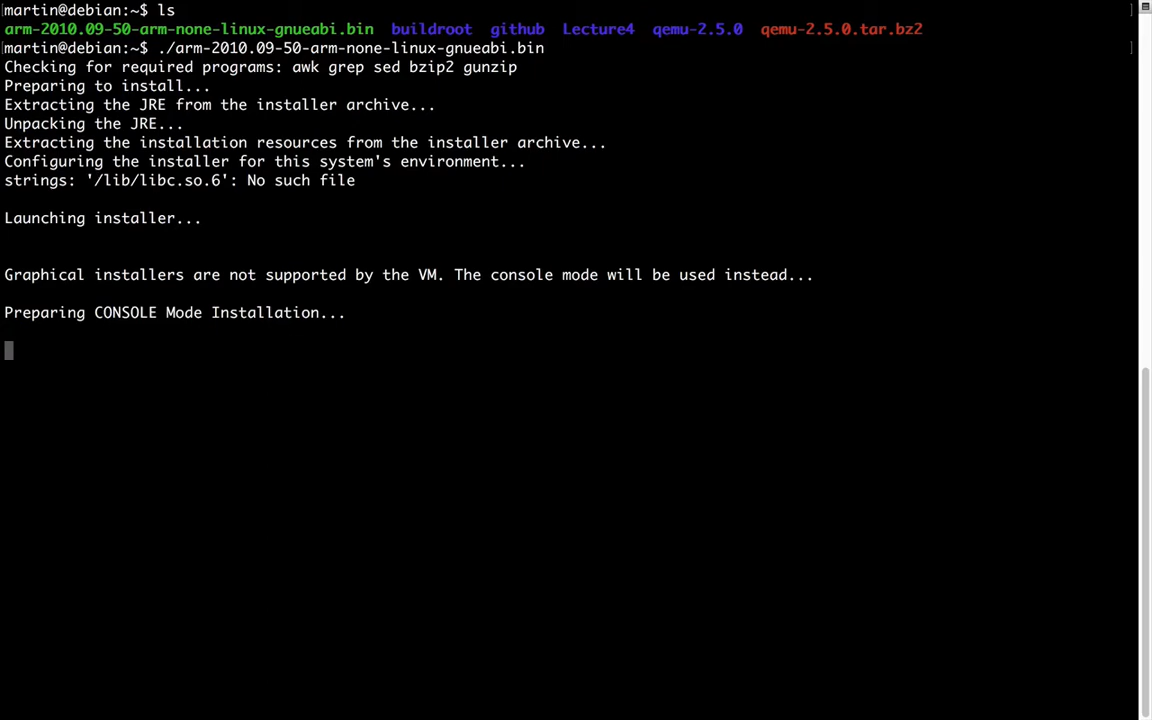 martin@debian:~$ ls
arm-2010.09-50-arm-none-linux-gnueabi.bin  buildroot  github  Lecture4  qemu-2.5.0  qemu-2.5.0.tar.bz2
martin@debian:~$ ./arm-2010.09-50-arm-none-linux-gnueabi.bin
Checking for required programs: awk grep sed bzip2 gunzip
Preparing to install...
Extracting the JRE from the installer archive...
Unpacking the JRE...
Extracting the installation resources from the installer archive...
Configuring the installer for this system's environment...
strings: '/lib/libc.so.6': No such file
Launching installer...
Graphical installers are not supported by the VM. The console mode will be used instead...
Preparing CONSOLE Mode Installation...